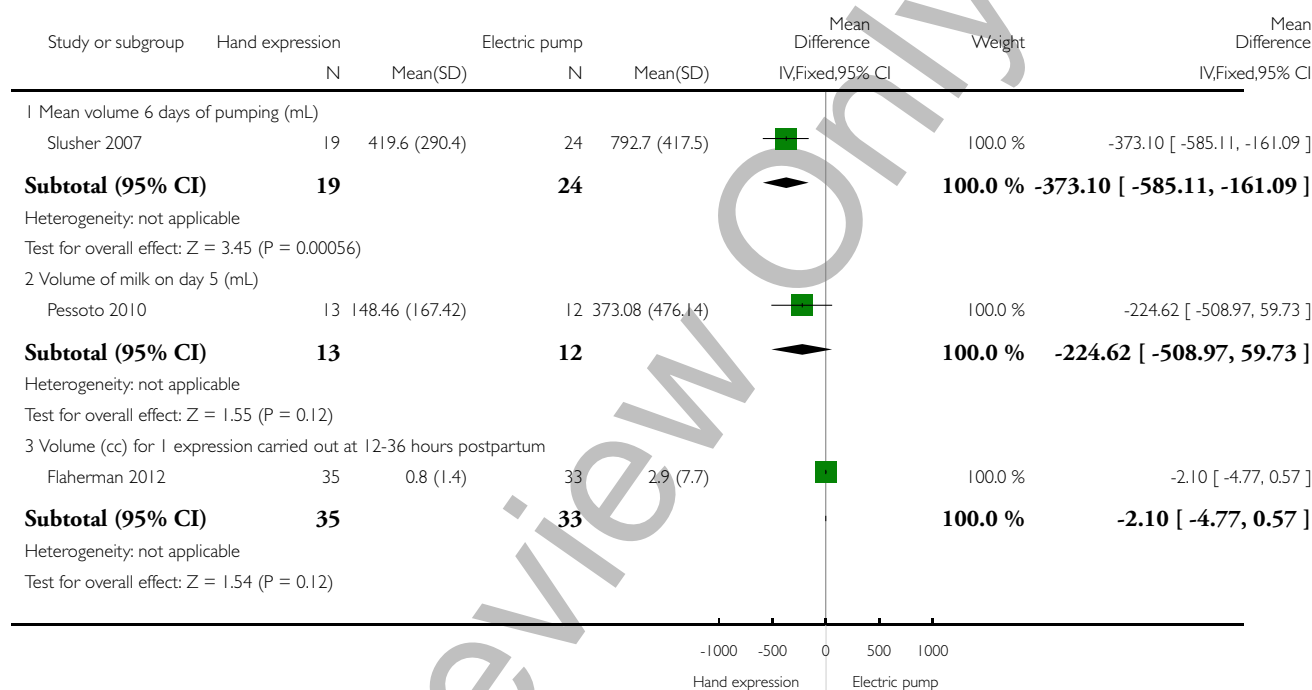 Study or subgroup Hand expression Electric pump Mean Difference Weight Mean Difference
N Mean(SD) N Mean(SD) IV,Fixed,95% CI IV,Fixed,95% CI
1 Mean volume 6 days of pumping (mL)
Slusher 2007 19 419.6 (290.4) 24 792.7 (417.5) 100.0 % -373.10 [ -585.11, -161.09 ]
Subtotal (95% CI) 19 24 100.0 % -373.10 [ -585.11, -161.09 ]
Heterogeneity: not applicable
Test for overall effect: Z = 3.45 (P = 0.00056)
2 Volume of milk on day 5 (mL)
Pessoto 2010 13 148.46 (167.42) 12 373.08 (476.14) 100.0 % -224.62 [ -508.97, 59.73 ]
Subtotal (95% CI) 13 12 100.0 % -224.62 [ -508.97, 59.73 ]
Heterogeneity: not applicable
Test for overall effect: Z = 1.55 (P = 0.12)
3 Volume (cc) for 1 expression carried out at 12-36 hours postpartum
Flaherman 2012 35 0.8 (1.4) 33 2.9 (7.7) 100.0 % -2.10 [ -4.77, 0.57 ]
Subtotal (95% CI) 35 33 100.0 % -2.10 [ -4.77, 0.57 ]
Heterogeneity: not applicable
Test for overall effect: Z = 1.54 (P = 0.12)
-1000 -500 0 500 1000
Hand expression Electric pump
eview Only